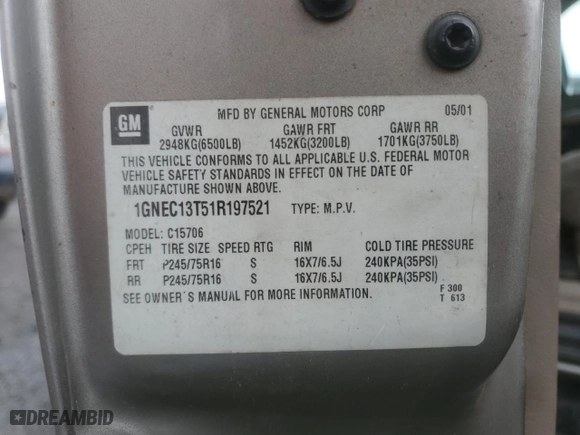 GM
MFD BY GENERAL MOTORS CORP 05/01
GVWR GAWR FRT GAWR RR
2948KG(6500LB) 1452KG(3200LB) 1701KG(3750LB)
THIS VEHICLE CONFORMS TO ALL APPLICABLE U.S. FEDERAL MOTOR
VEHICLE SAFETY STANDARDS IN EFFECT ON THE DATE OF
MANUFACTURE SHOWN ABOVE.
1GNEC13T51R197521 TYPE: M.P.V.
MODEL: C15706
CPEH TIRE SIZE SPEED RTG RIM COLD TIRE PRESSURE
FRT P245/75R16 S 16X7/6.5J 240KPA(35PSI)
RR P245/75R16 S 16X7/6.5J 240KPA(35PSI)
SEE OWNER'S MANUAL FOR MORE INFORMATION.
F 300
T 613
DREAMBID